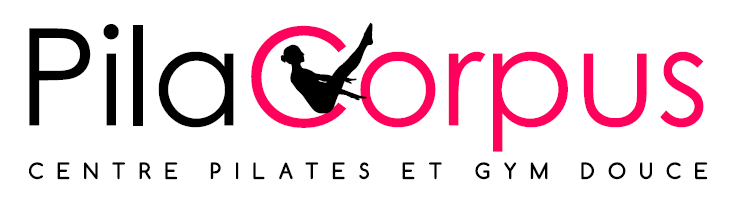 PilaCorpus
CENTRE PILATES ET GYM DOUCE